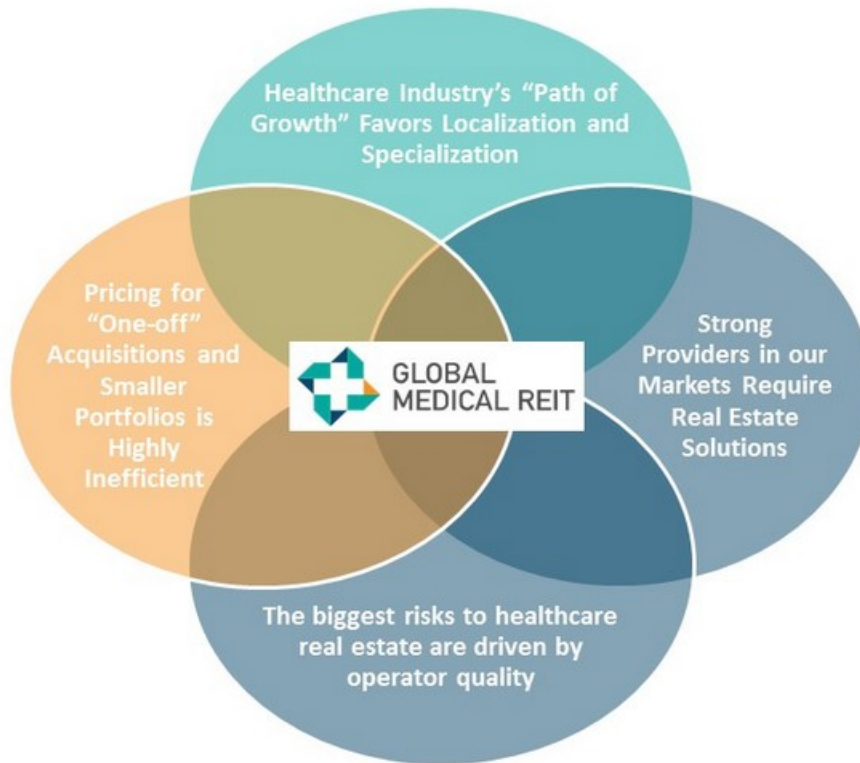 Healthcare Industry's "Path of
Growth" Favors Localization and
Specialization
Pricing for
"One-off"
Acquisitions and
Smaller
Portfolios is
Highly
Inefficient
GLOBAL
MEDICAL REIT
Strong
Providers in our
Markets Require
Real Estate
Solutions
The biggest risks to healthcare
real estate are driven by
operator quality